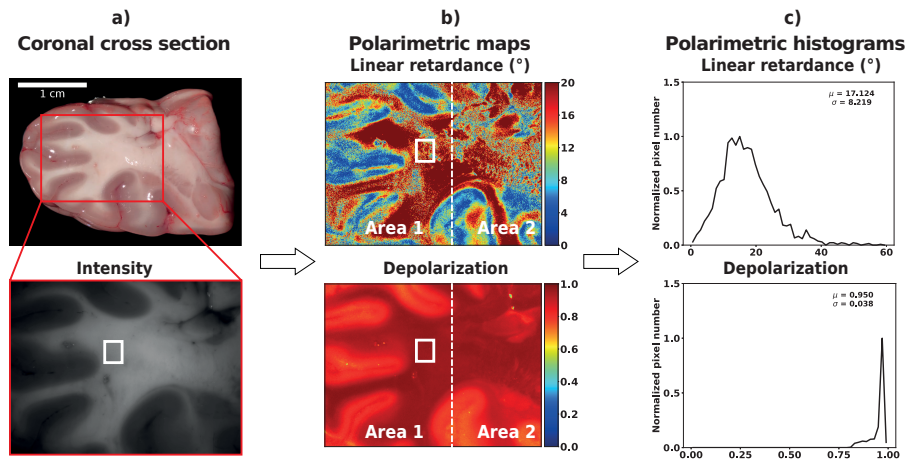 a)
Coronal cross section
1 cm
Intensity
b)
Polarimetric maps
Linear retardance (°)
20
16
12
8
4
0
Area 1
Area 2
Depolarization
1.0
0.8
0.6
0.4
0.2
0.0
Area 1
Area 2
c)
Polarimetric histograms
Linear retardance (°)
1.5
1.0
0.5
0.0
Normalized pixel number
μ = 17.124
σ = 8.219
0 20 40 60
Depolarization
1.5
1.0
0.5
0.0
Normalized pixel number
μ = 0.950
σ = 0.038
0.00 0.25 0.50 0.75 1.00